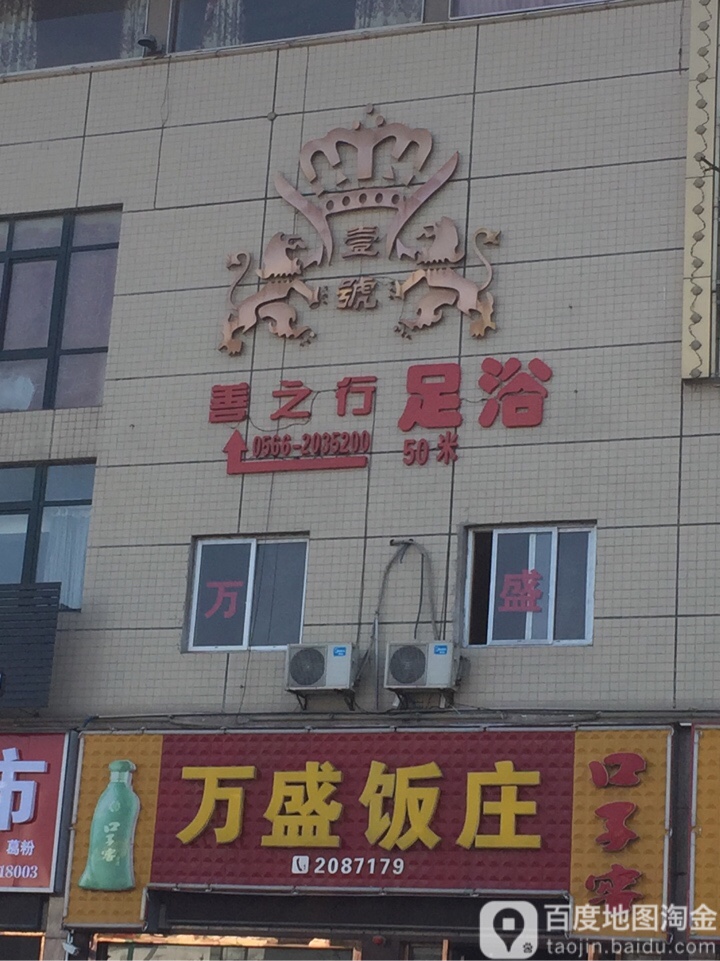 壹
號
善之行 足浴
0566-2035200 50米
万 盛
Midea Midea
市
葛粉
18003
口子窖
万盛饭庄
2087179
口子窖
百度地图淘金
taojin.baidu.com